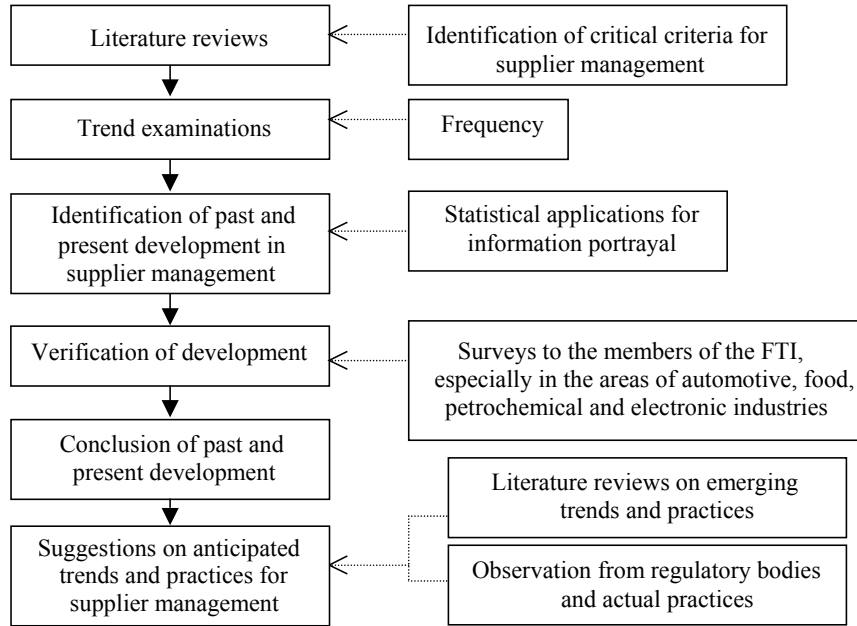 Literature reviews
Identification of critical criteria for
supplier management
Trend examinations
Frequency
Identification of past and
present development in
supplier management
Statistical applications for
information portrayal
Verification of development
Surveys to the members of the FTI,
especially in the areas of automotive, food,
petrochemical and electronic industries
Conclusion of past and
present development
Literature reviews on emerging
trends and practices
Suggestions on anticipated
trends and practices for
supplier management
Observation from regulatory bodies
and actual practices